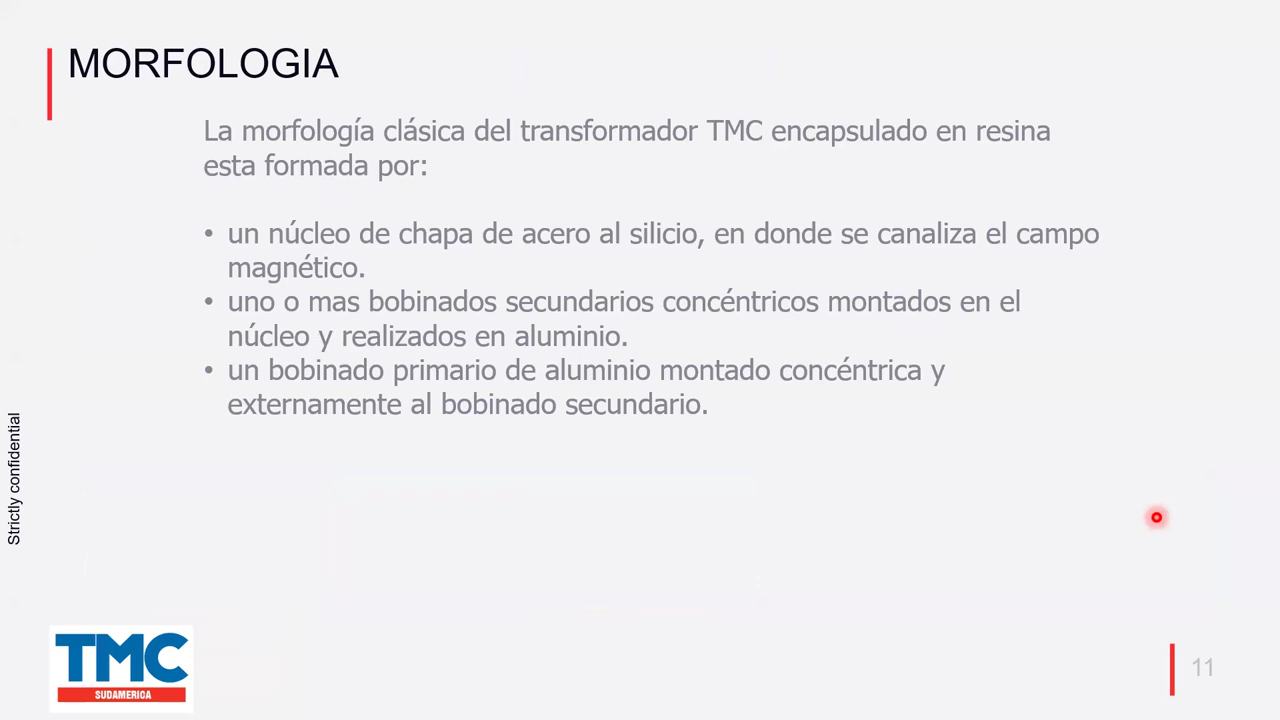 MORFOLOGIA
La morfología clásica del transformador TMC encapsulado en resina
esta formada por:
• un núcleo de chapa de acero al silicio, en donde se canaliza el campo
magnético.
• uno o mas bobinados secundarios concéntricos montados en el
núcleo y realizados en aluminio.
• un bobinado primario de aluminio montado concéntrica y
externamente al bobinado secundario.
Strictly confidential
TMC
SUDAMERICA
11